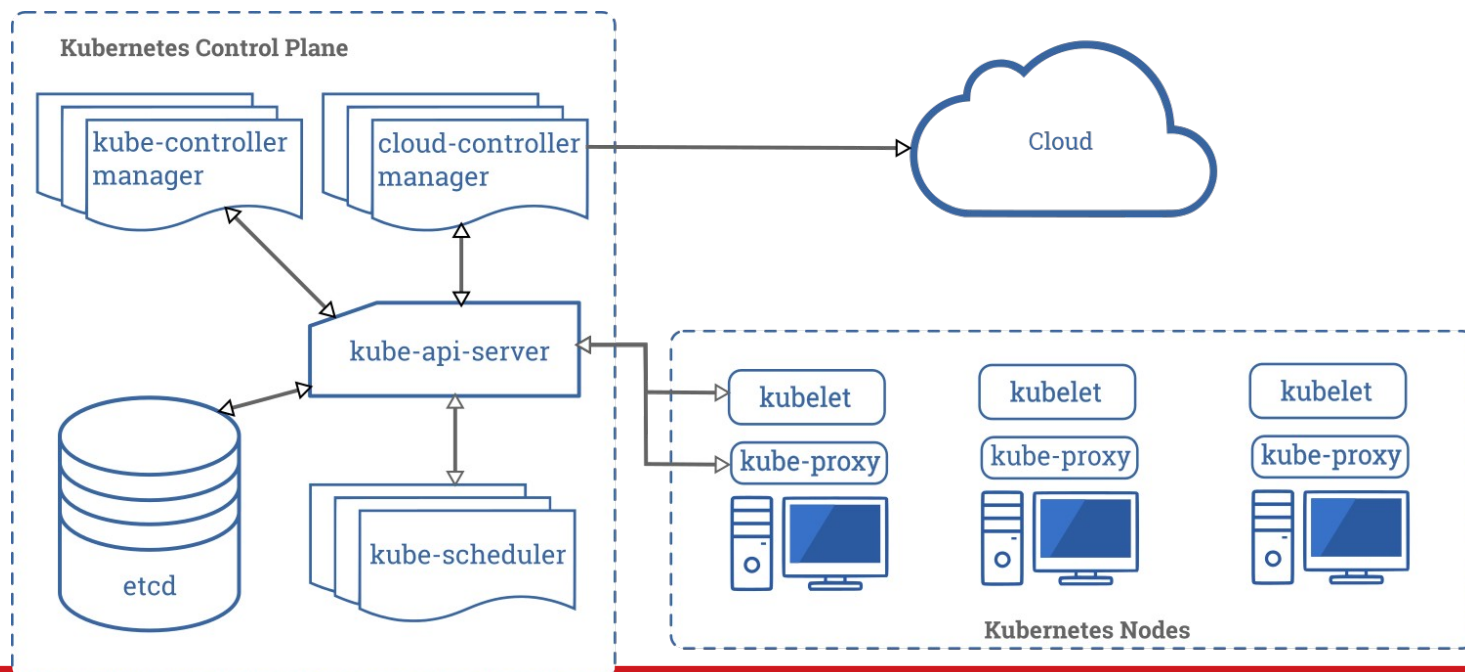 Kubernetes Control Plane
kube-controller
manager
cloud-controller
manager
Cloud
kube-api-server
etcd
kube-scheduler
kubelet
kube-proxy
kubelet
kube-proxy
kubelet
kube-proxy
Kubernetes Nodes